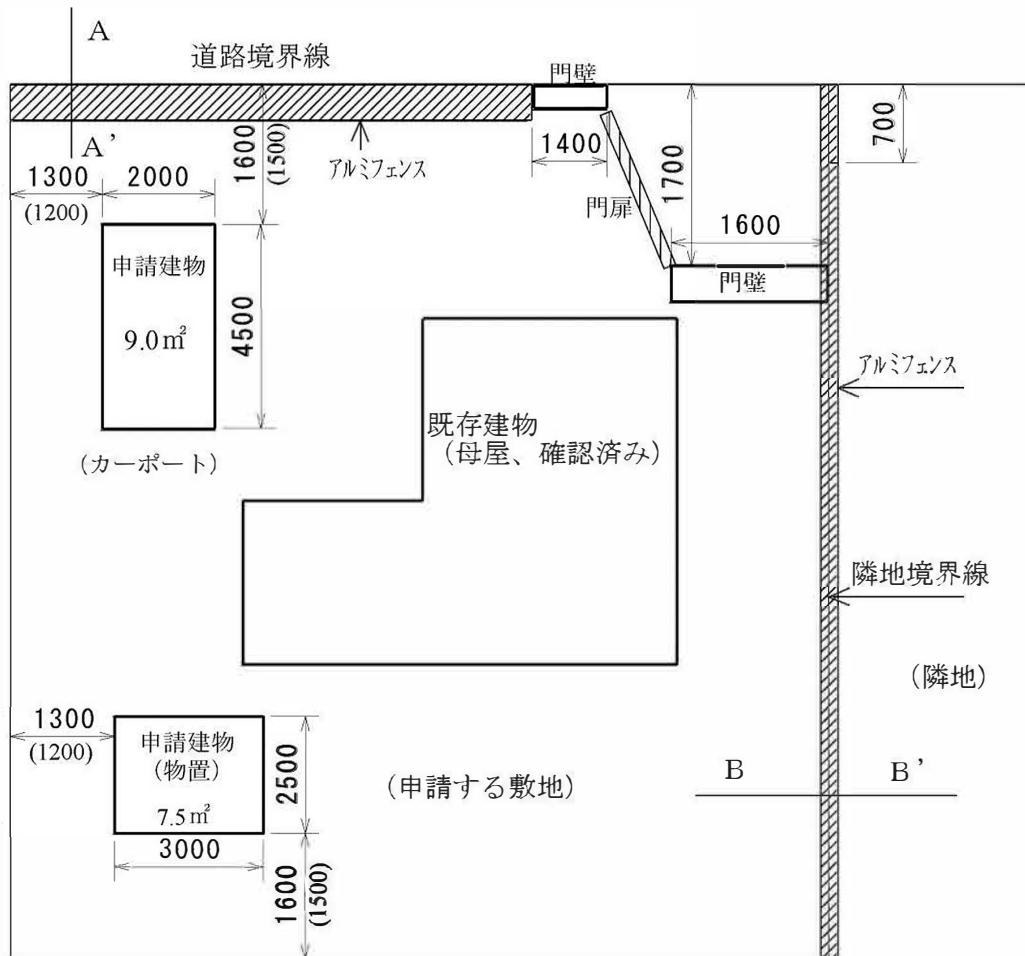 A
道路境界線
門壁
A’
アルミフェンス
1600
(1500)
1400
門扉
1700
700
1300
(1200)
2000
1600
門壁
申請建物
9.0㎡
4500
(カーポート)
アルミフェンス
既存建物
(母屋、確認済み)
隣地境界線
(隣地)
1300
(1200)
申請建物
(物置)
7.5㎡
2500
3000
1600
(1500)
(申請する敷地)
B
B’